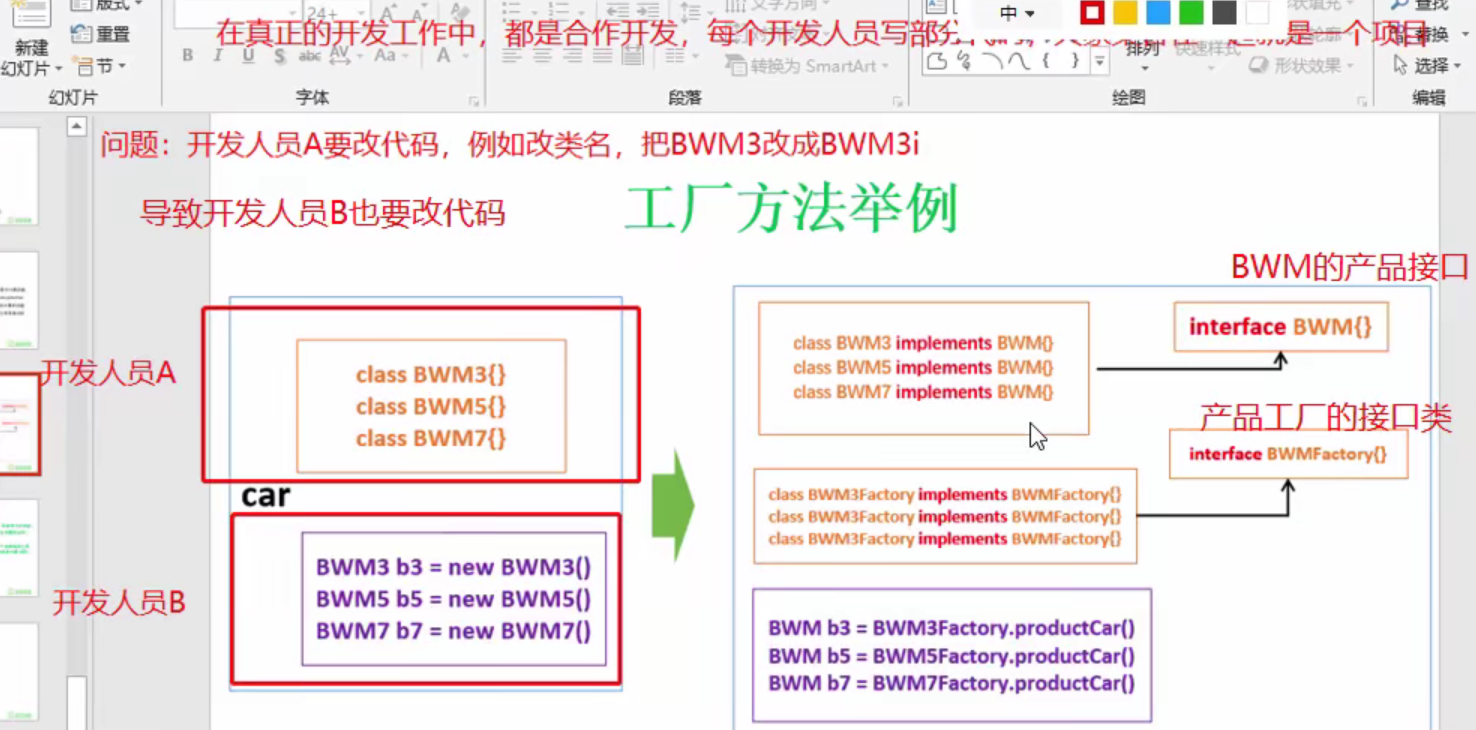 版式
文字方向
查找
新建
重置
24+
中
幻灯片
节
B I U S abc AV Aa A
转换为 SmartArt
排列
快速样式
形状效果
替换
选择
幻灯片
字体
段落
绘图
编辑
在真正的开发工作中，都是合作开发，每个开发人员写部分
是一个项目
问题：开发人员A要改代码，例如改类名，把BWM3改成BWM3i
导致开发人员B也要改代码
工厂方法举例
BWM的产品接口
开发人员A
class BWM3{}
class BWM5{}
class BWM7{}
car
开发人员B
BWM3 b3 = new BWM3()
BWM5 b5 = new BWM5()
BWM7 b7 = new BWM7()
class BWM3 implements BWM{}
class BWM5 implements BWM{}
class BWM7 implements BWM{}
interface BWM{}
产品工厂的接口类
interface BWMFactory{}
class BWM3Factory implements BWMFactory{}
class BWM3Factory implements BWMFactory{}
class BWM3Factory implements BWMFactory{}
BWM b3 = BWM3Factory.productCar()
BWM b5 = BWM5Factory.productCar()
BWM b7 = BWM7Factory.productCar()